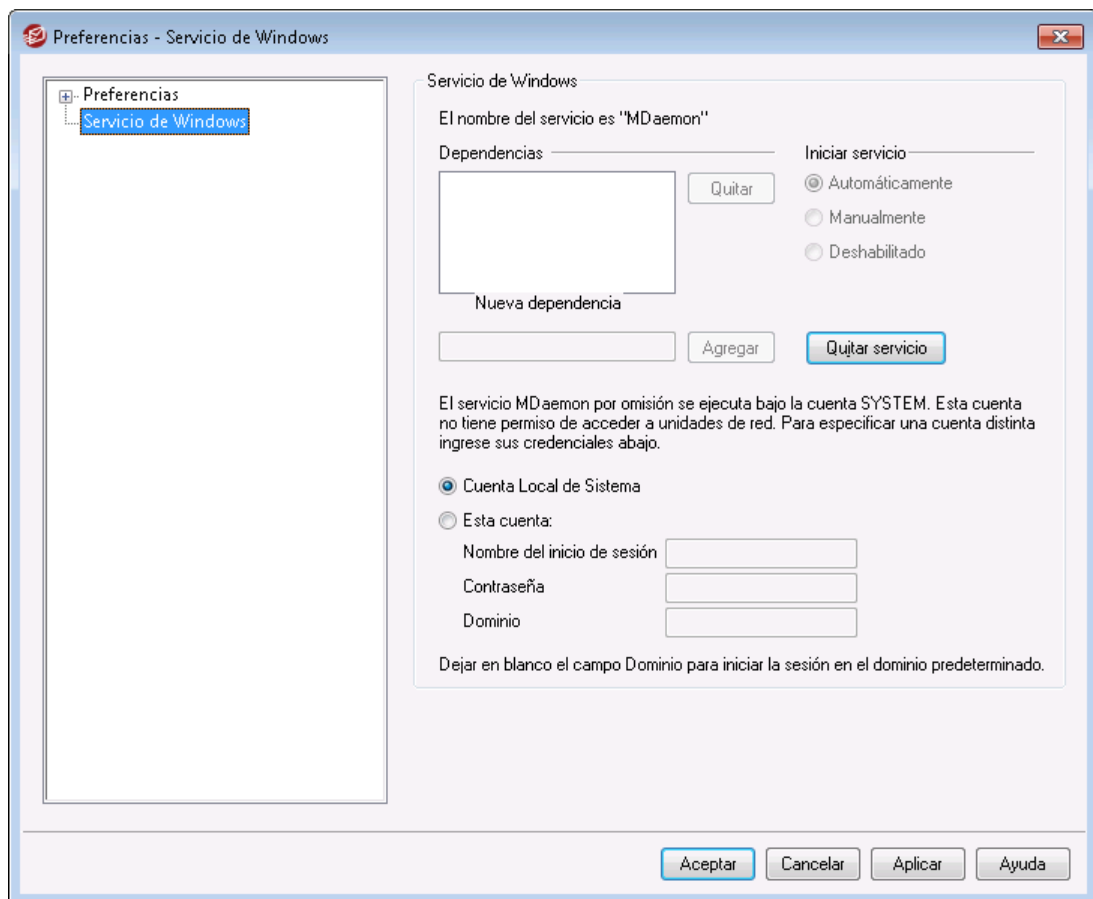 Preferencias - Servicio de Windows
Preferencias
Servicio de Windows
Servicio de Windows
El nombre del servicio es "MDaemon"
Dependencias
Quitar
Nueva dependencia
Agregar
Iniciar servicio
Automáticamente
Manualmente
Deshabilitado
Quitar servicio
El servicio MDaemon por omisión se ejecuta bajo la cuenta SYSTEM. Esta cuenta
no tiene permiso de acceder a unidades de red. Para especificar una cuenta distinta
ingrese sus credenciales abajo.
Cuenta Local de Sistema
Esta cuenta:
Nombre del inicio de sesión
Contraseña
Dominio
Dejar en blanco el campo Dominio para iniciar la sesión en el dominio predeterminado.
Aceptar
Cancelar
Aplicar
Ayuda